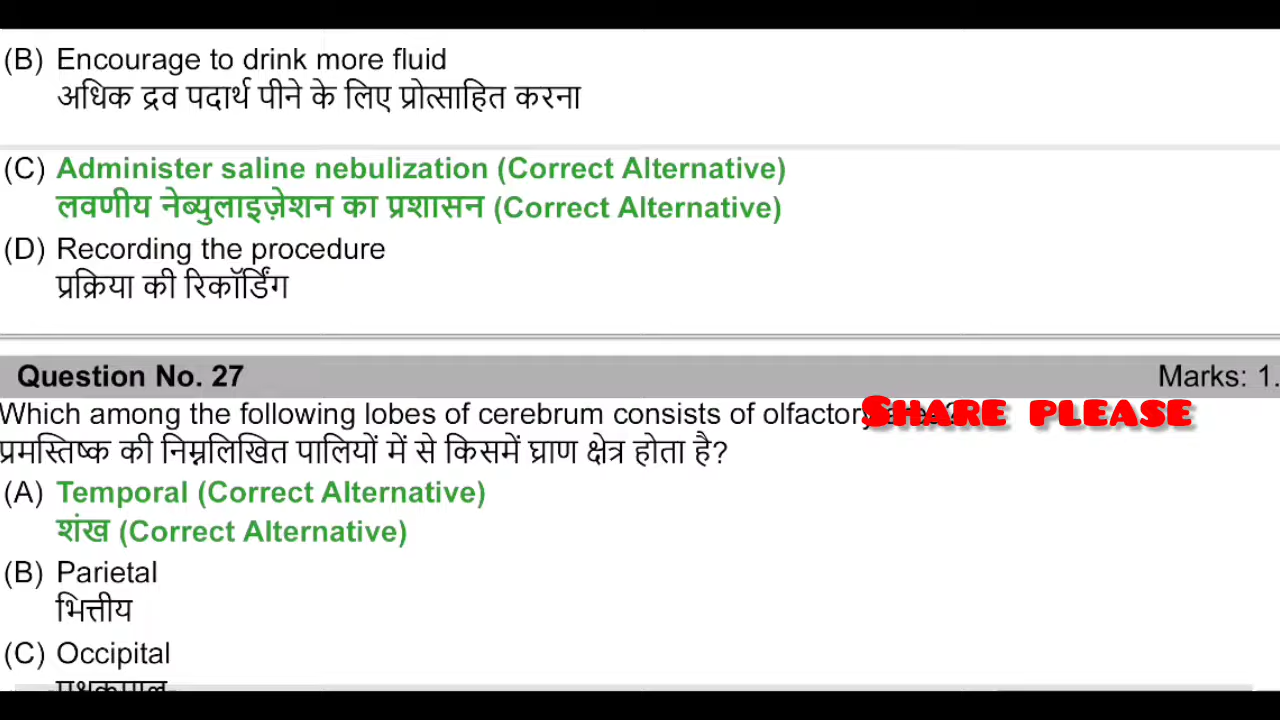 (B) Encourage to drink more fluid
अधिक द्रव पदार्थ पीने के लिए प्रोत्साहित करना
(C) Administer saline nebulization (Correct Alternative)
लवणीय नेब्युलाइज़ेशन का प्रशासन (Correct Alternative)
(D) Recording the procedure
प्रक्रिया की रिकॉर्डिंग
Question No. 27 Marks: 1.
Which among the following lobes of cerebrum consists of olfactory
Share please
प्रमस्तिष्क की निम्नलिखित पालियों में से किसमें घ्राण क्षेत्र होता है?
(A) Temporal (Correct Alternative)
शंख (Correct Alternative)
(B) Parietal
भित्तीय
(C) Occipital